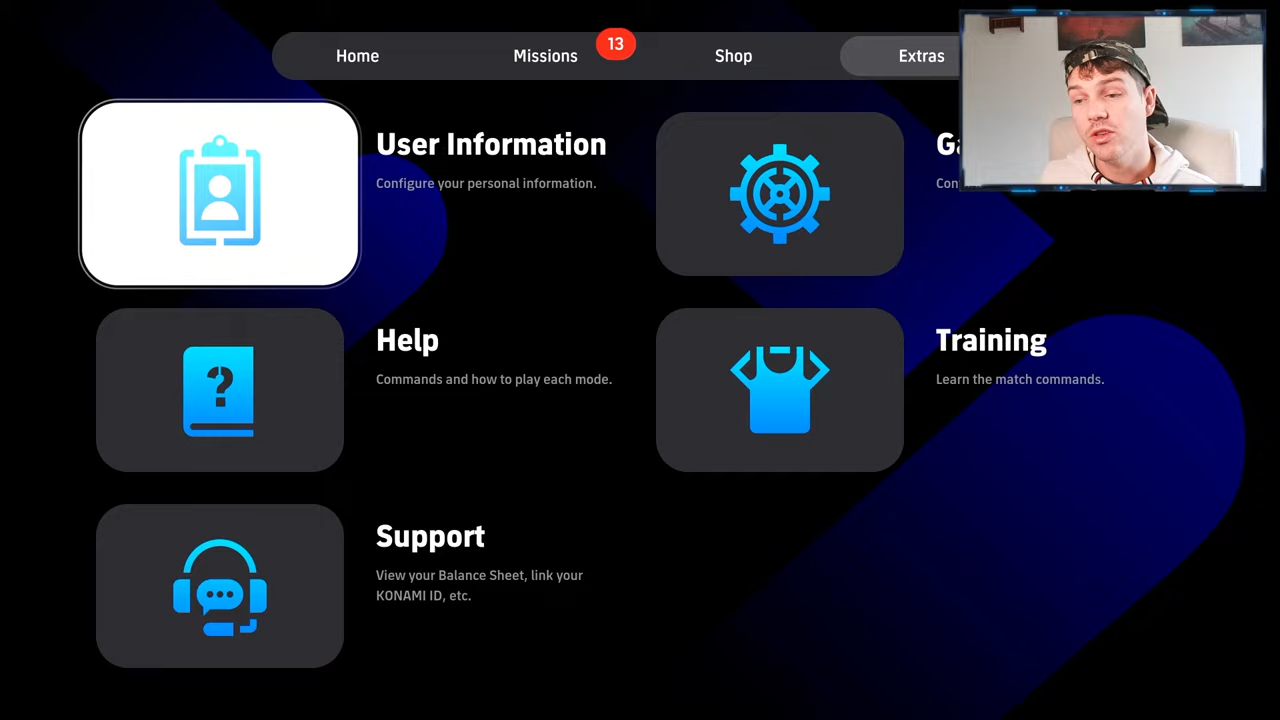 Home
Missions
13
Shop
Extras
User Information
Configure your personal information.
Help
Commands and how to play each mode.
Training
Learn the match commands.
Support
View your Balance Sheet, link your
KONAMI ID, etc.